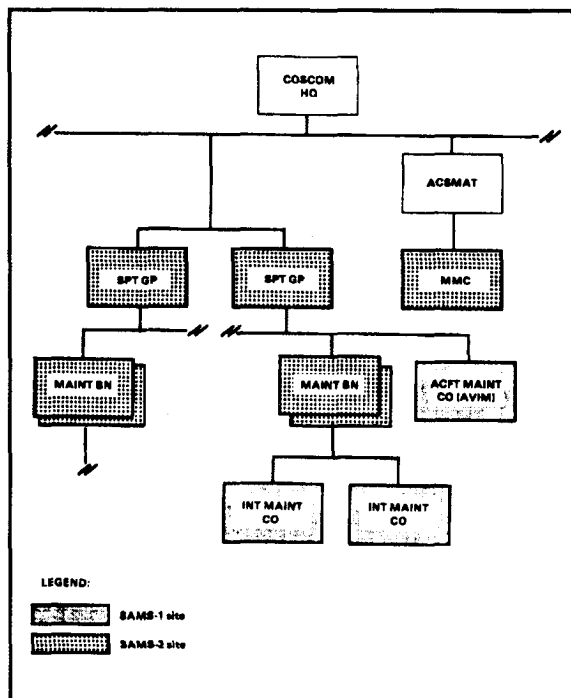 COSCOM
HQ
ACSMAT
SPT GP
SPT GP
MMC
MAINT BN
MAINT BN
ACFT MAINT
CO (AVIM)
INT MAINT
CO
INT MAINT
CO
LEGEND:
SAMS-1 site
SAMS-2 site